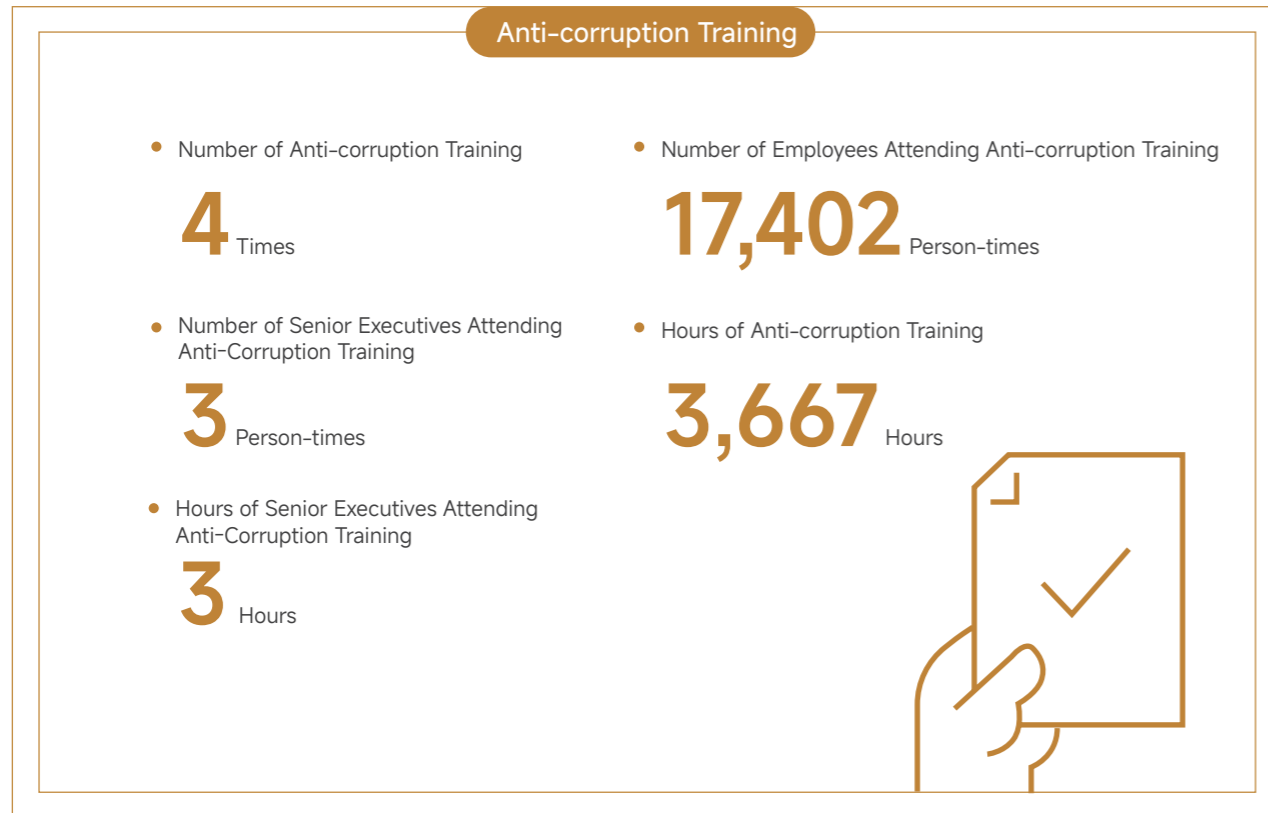 Anti-corruption Training
Number of Anti-corruption Training
4 Times
Number of Employees Attending Anti-corruption Training
17,402 Person-times
Number of Senior Executives Attending
Anti-Corruption Training
3 Person-times
Hours of Anti-corruption Training
3,667 Hours
Hours of Senior Executives Attending
Anti-Corruption Training
3 Hours